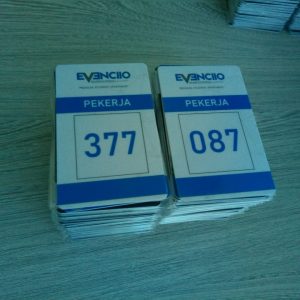 EVENCIIO
PEKERJA
377
EVENCIIO
PEKERJA
087